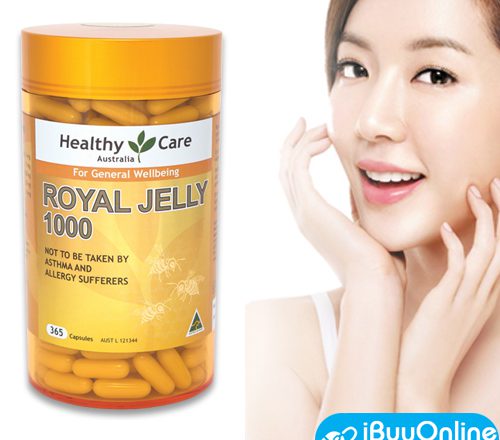 Healthy Care
Australia
For General Wellbeing
ROYAL JELLY
1000
NOT TO BE TAKEN BY
ASTHMA AND
ALLERGY SUFFERERS
365 Capsules AUST L 121344
iBuuOnline